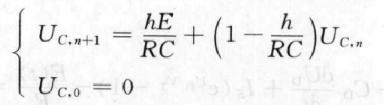 U_{C,n+1} = \frac{hE}{RC} + \left(1 - \frac{h}{RC}\right) U_{C,n}
U_{C,0} = 0